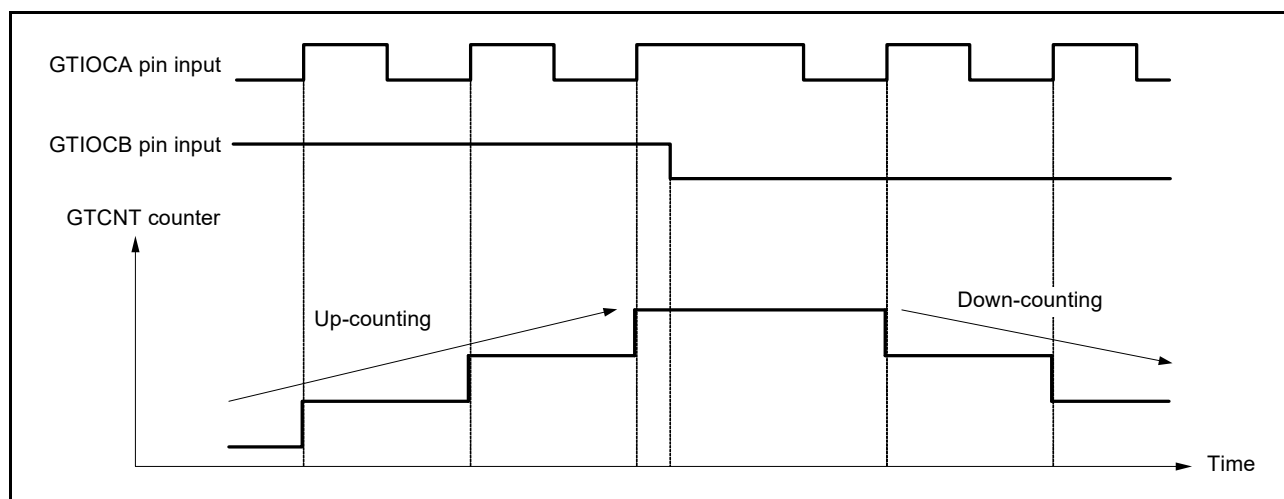 GTIOCA pin input
GTIOCB pin input
GTCNT counter
Up-counting
Down-counting
Time